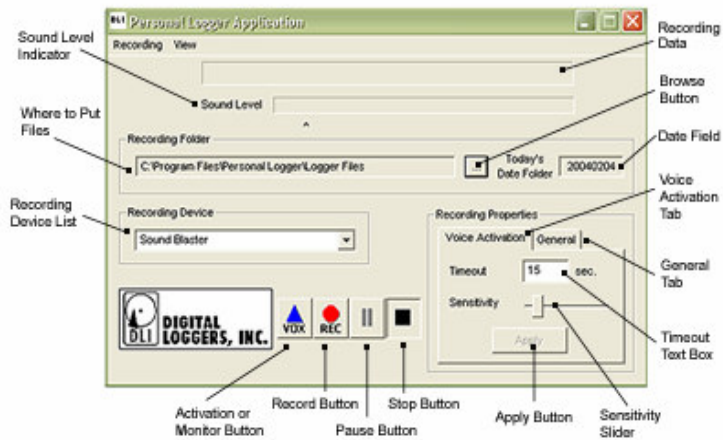 DLI Personal Logger Application
Recording View
Sound Level
Recording Folder
C:\Program Files\Personal Logger\Logger Files
...
Today's
Date Folder
20040204
Recording Device
Sound Blaster
Recording Properties
Voice Activation
General
Timeout
15
sec.
Sensitivity
Apply
DLI
DIGITAL
LOGGERS, INC.
VOX
REC
Sound Level
Indicator
Where to Put
Files
Recording
Device List
Recording
Data
Browse
Button
Date Field
Voice
Activation
Tab
General
Tab
Timeout
Text Box
Sensitivity
Slider
Apply Button
Stop Button
Pause Button
Record Button
Activation or
Monitor Button